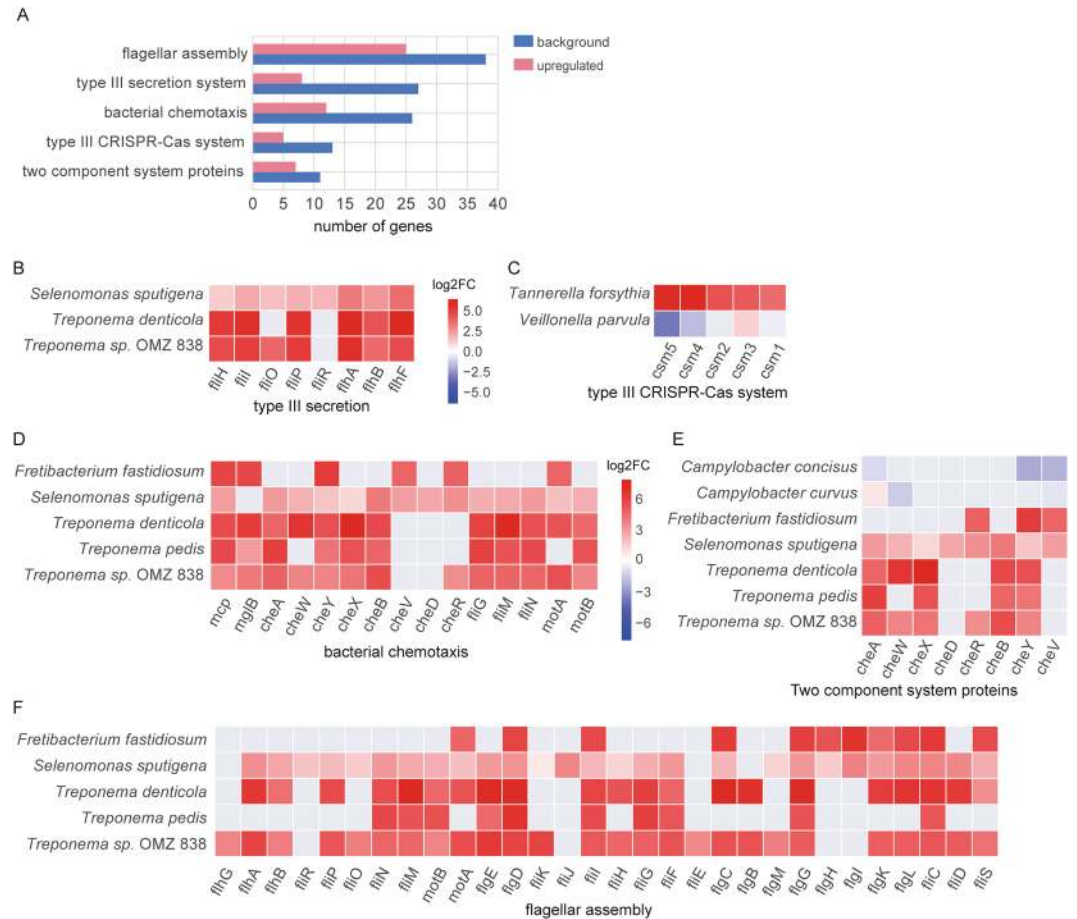 A
flagellar assembly
type III secretion system
bacterial chemotaxis
type III CRISPR-Cas system
two component system proteins
0 5 10 15 20 25 30 35 40
number of genes
background
upregulated
B
log2FC
Selenomonas sputigena
Treponema denticola
Treponema sp. OMZ 838
5.0
2.5
0
−2.5
−5.0
fliH fliI fliO fliP fliR flhA flhB flhF
type III secretion
C
Tannerella forsythia
Veillonella parvula
csm5 csm4 csm2 csm3 csm1
type III CRISPR-Cas system
D
log2FC
Fretibacterium fastidiosum
Selenomonas sputigena
Treponema denticola
Treponema pedis
Treponema sp. OMZ 838
6
4
2
0
−2
−4
−6
mcp mglB cheA cheW cheY cheX cheB cheV cheD cheR fliG fliM fliN motA motB
bacterial chemotaxis
E
Campylobacter concisus
Campylobacter curvus
Fretibacterium fastidiosum
Selenomonas sputigena
Treponema denticola
Treponema pedis
Treponema sp. OMZ 838
cheA cheW cheX cheD cheR cheB cheY cheV
Two component system proteins
F
Fretibacterium fastidiosum
Selenomonas sputigena
Treponema denticola
Treponema pedis
Treponema sp. OMZ 838
flhG flhA flhB fliR fliP fliO fliN fliM motB motA flgE flgD fliK fliJ fliI fliH fliG fliF fliE flgC flgB flgM flgG flgH flgI flgK flgL fliC fliD fliS
flagellar assembly